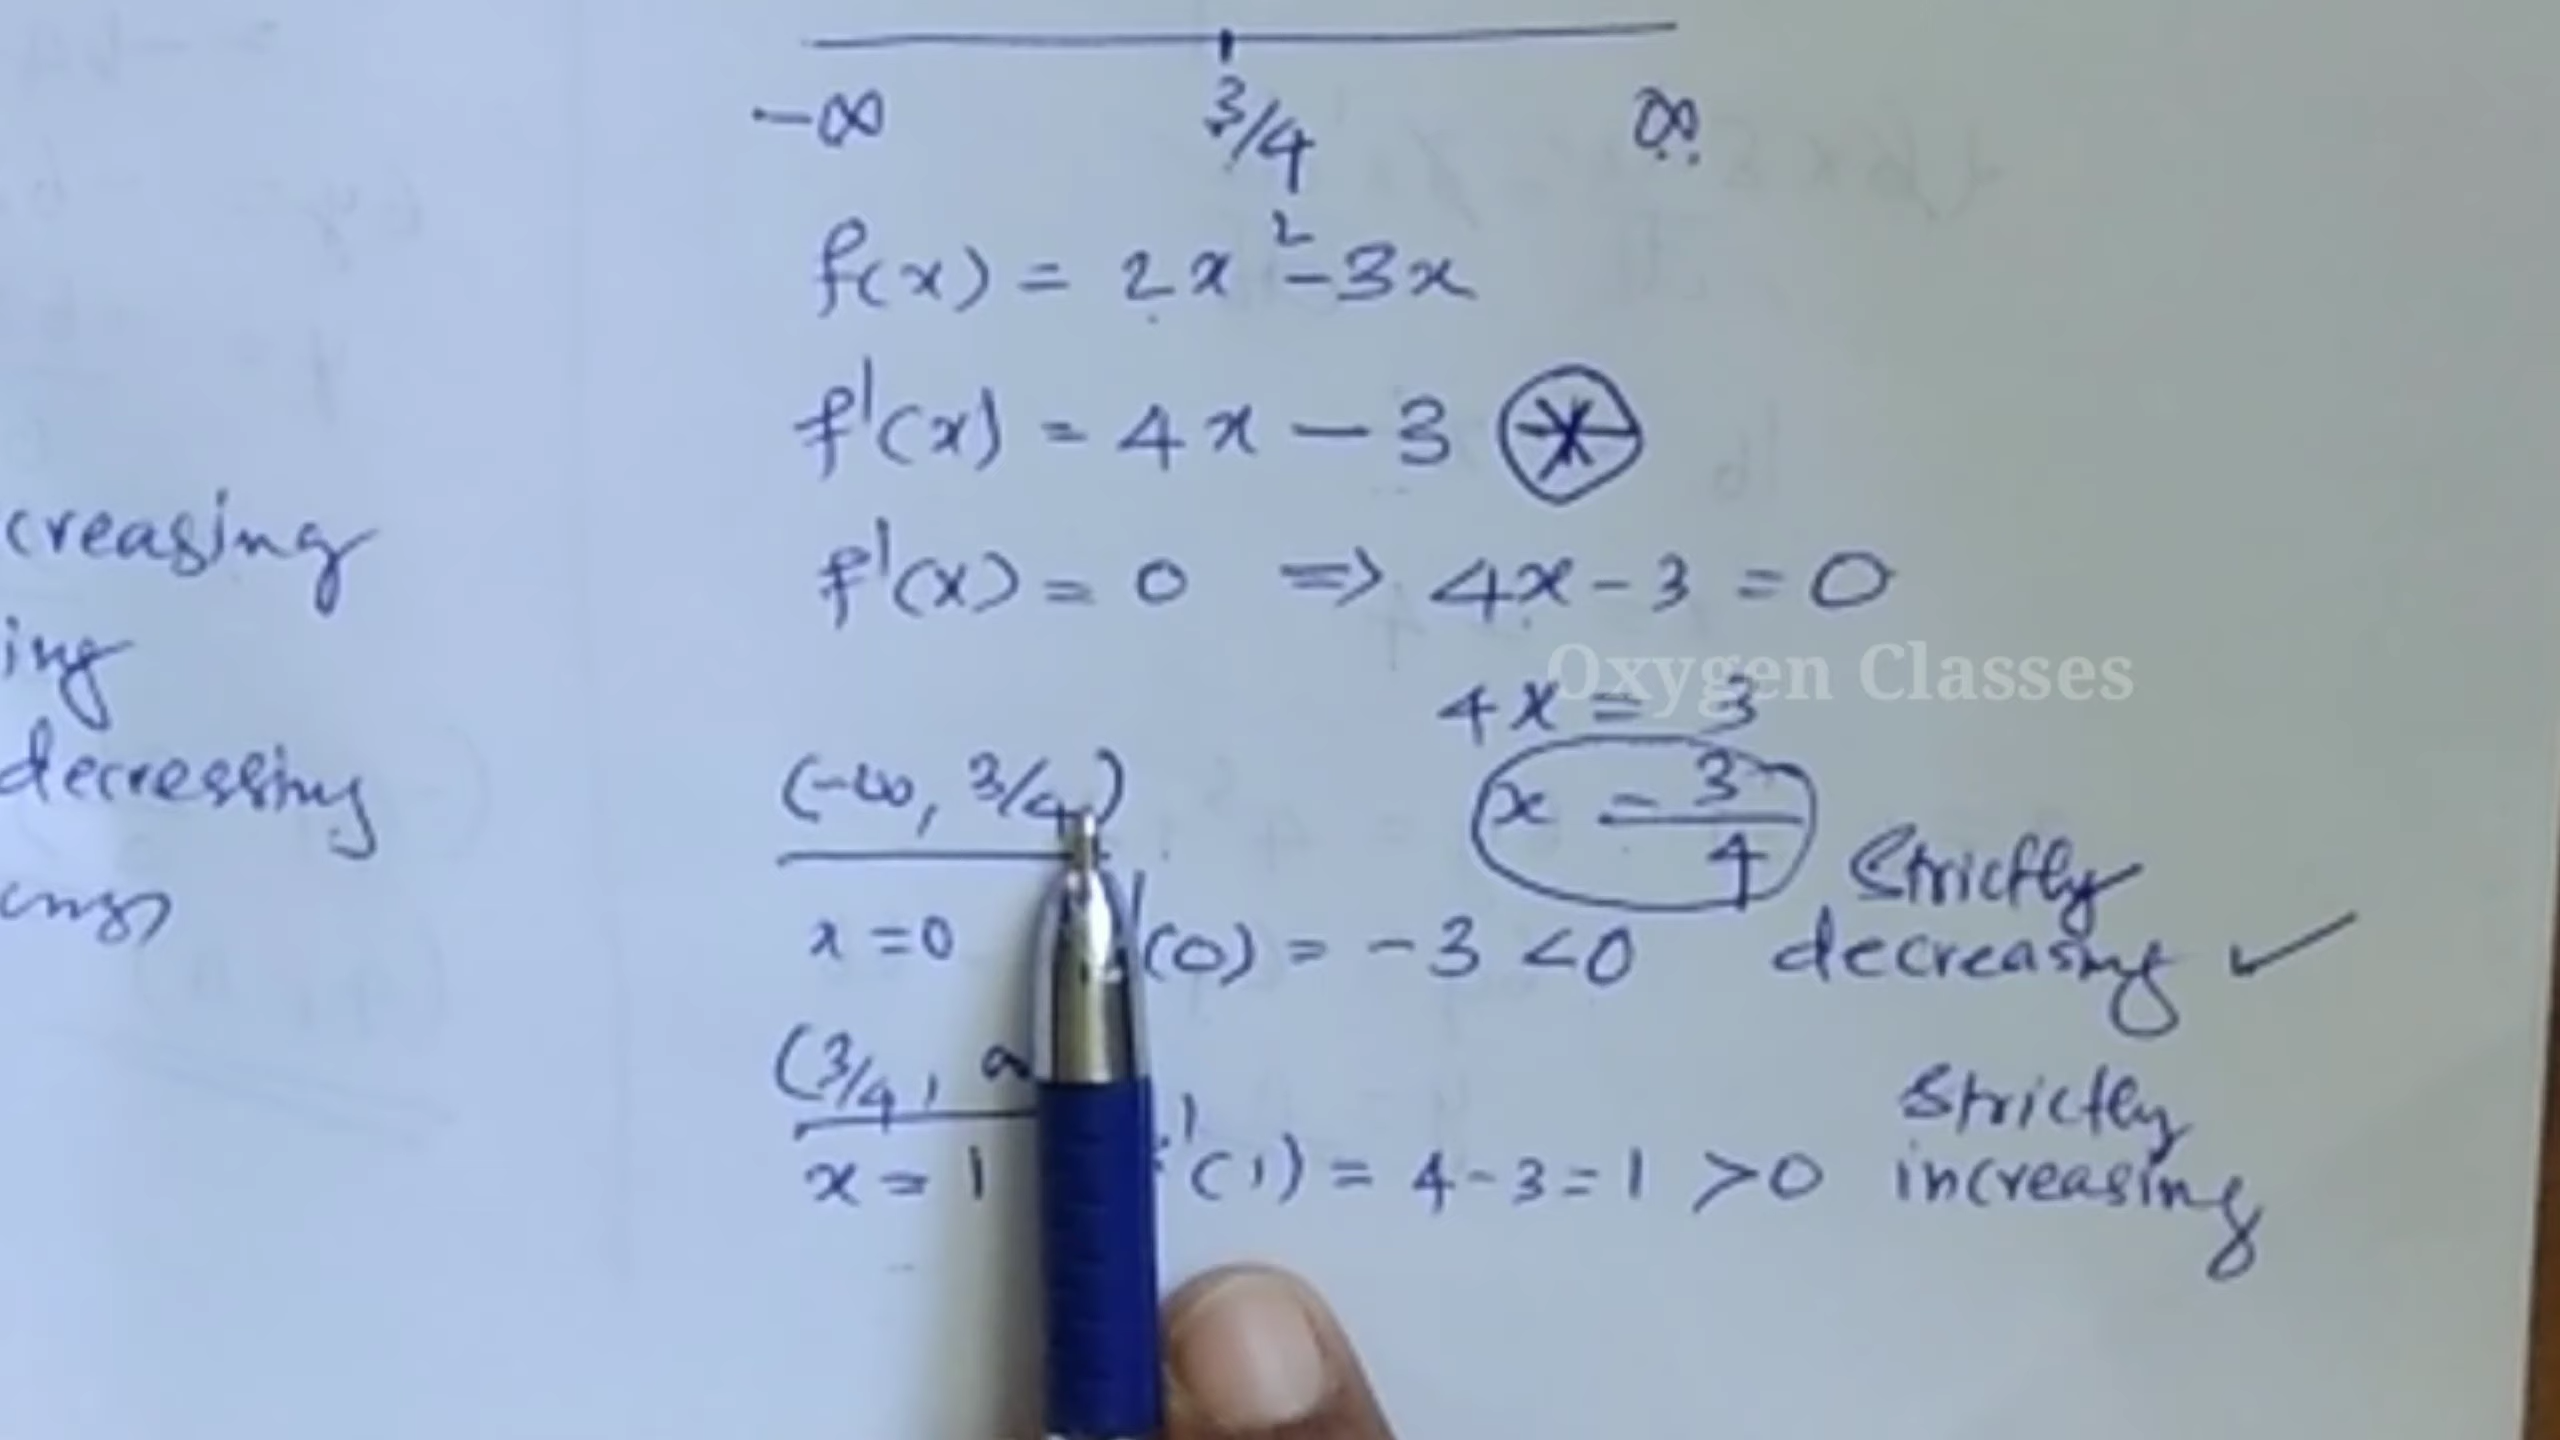 -∞ 3/4 ∞
f(x) = 2x² - 3x
f'(x) = 4x - 3 *
f'(x) = 0 ⇒ 4x - 3 = 0
Oxygen Classes
4x = 3
(-∞, 3/4)
x = 3/4
Strictly
x = 0 '(0) = -3 < 0 decreasing ✓
(3/4,
Strictly
x = 1 '(1) = 4 - 3 = 1 > 0 increasing
creasing
ing
decressing